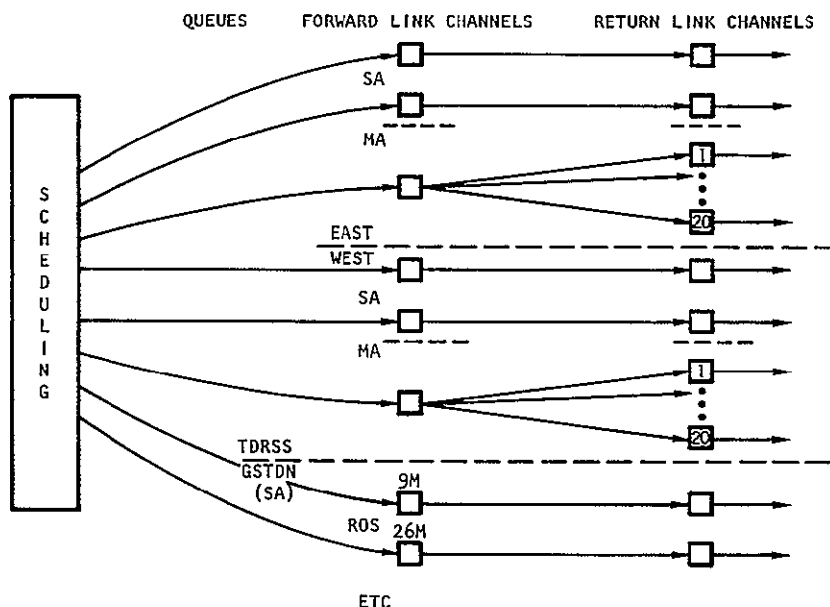 QUEUES FORWARD LINK CHANNELS RETURN LINK CHANNELS
SA
MA
1
20
EAST
WEST
SA
MA
1
20
TDRSS
GSTDN
(SA)
9M
ROS
26M
ETC
SCHEDULING